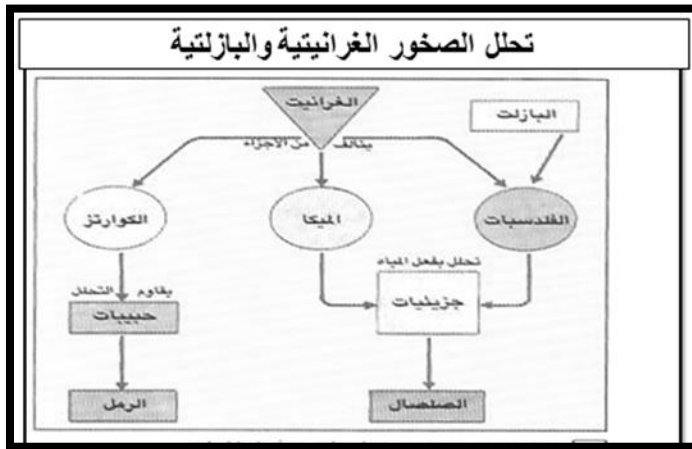 تحلل الصخور الغرانيتية والبازلتية
الغرانيت
البازلت
يتألف من الأجزاء
الفلدسبات
الميكا
الكوارتز
تحلل بفعل المياه
يقاوم التحلل
جزيئيات
حبيبات
الصلصال
الرمل